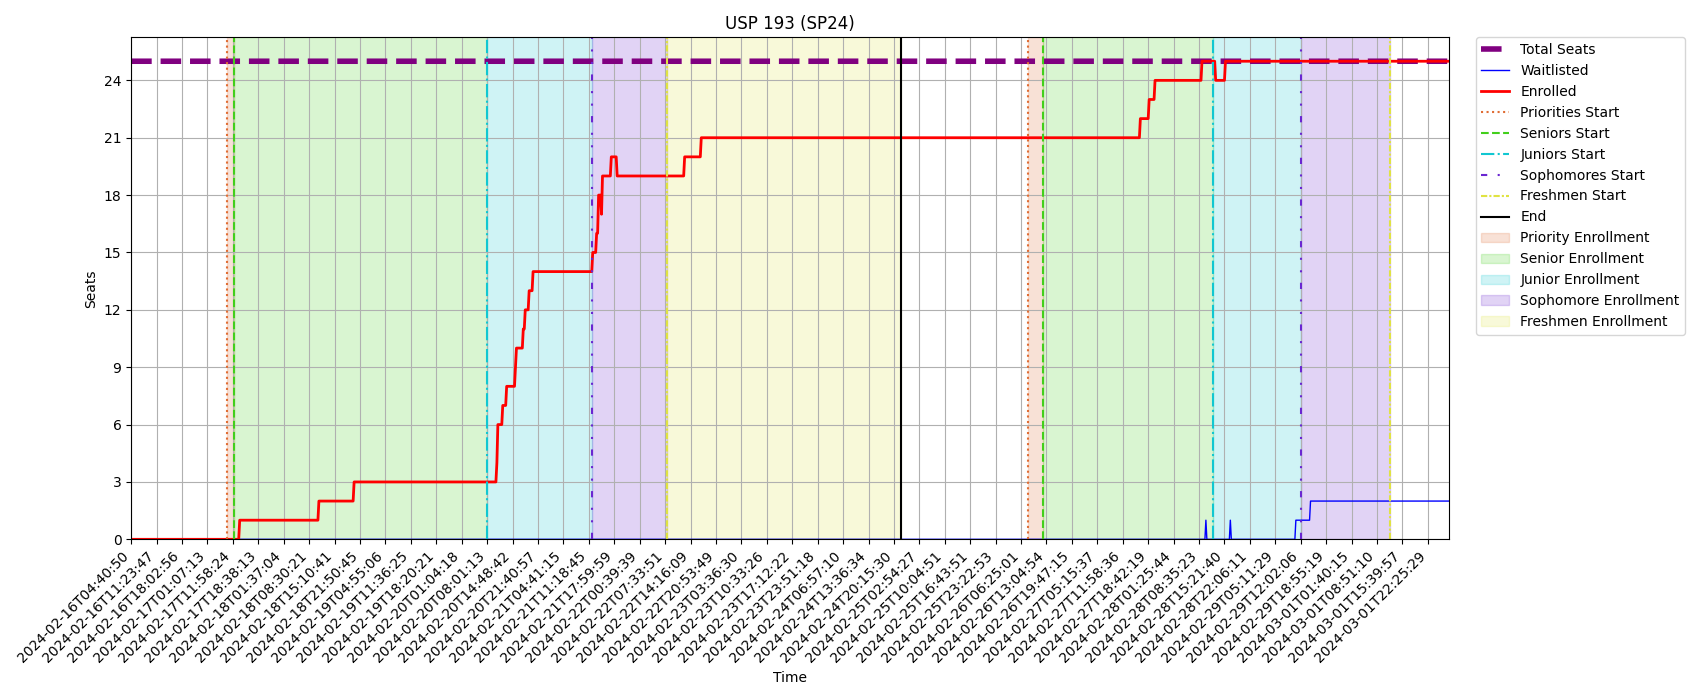 USP 193 (SP24)
Seats
24
21
18
15
12
9
6
3
0
2024-02-16T04:40:50
2024-02-16T11:23:47
2024-02-16T18:02:56
2024-02-17T01:07:13
2024-02-17T11:58:24
2024-02-17T18:38:13
2024-02-18T01:37:04
2024-02-18T08:30:21
2024-02-18T15:10:41
2024-02-18T21:50:45
2024-02-19T04:55:06
2024-02-19T11:36:25
2024-02-19T18:20:21
2024-02-20T01:04:18
2024-02-20T08:01:13
2024-02-20T14:48:42
2024-02-20T21:40:57
2024-02-21T04:41:15
2024-02-21T11:18:45
2024-02-21T17:59:59
2024-02-22T00:39:39
2024-02-22T07:33:51
2024-02-22T14:16:09
2024-02-22T20:53:49
2024-02-23T03:36:30
2024-02-23T10:33:26
2024-02-23T17:12:22
2024-02-23T23:51:18
2024-02-24T06:57:10
2024-02-24T13:36:34
2024-02-24T20:15:30
2024-02-25T02:54:27
2024-02-25T10:04:51
2024-02-25T16:43:51
2024-02-25T23:22:53
2024-02-26T06:25:01
2024-02-26T13:04:54
2024-02-26T19:47:15
2024-02-27T05:15:37
2024-02-27T11:58:36
2024-02-27T18:42:19
2024-02-28T01:25:44
2024-02-28T08:35:23
2024-02-28T15:21:40
2024-02-28T22:06:11
2024-02-29T05:11:29
2024-02-29T12:02:06
2024-02-29T18:55:19
2024-03-01T01:40:15
2024-03-01T08:51:10
2024-03-01T15:39:57
2024-03-01T22:25:29
Time
Total Seats
Waitlisted
Enrolled
Priorities Start
Seniors Start
Juniors Start
Sophomores Start
Freshmen Start
End
Priority Enrollment
Senior Enrollment
Junior Enrollment
Sophomore Enrollment
Freshmen Enrollment